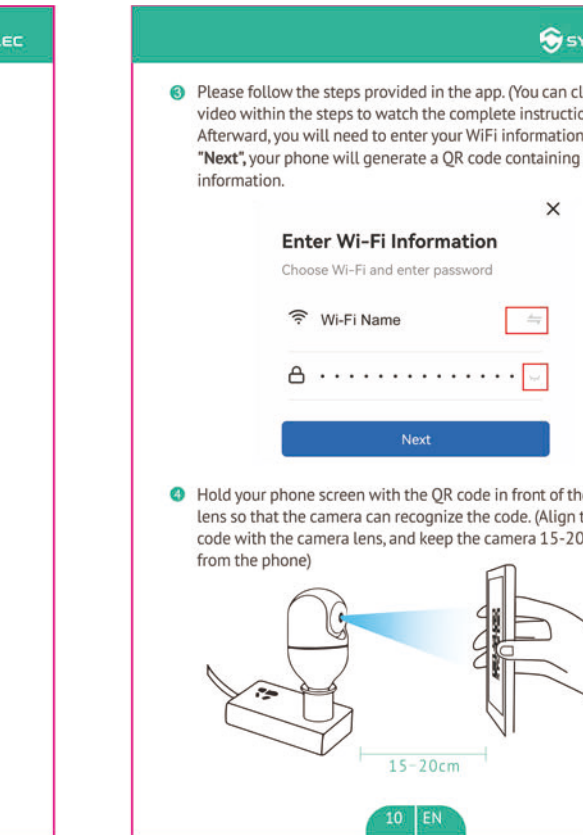 EC
SY
3 Please follow the steps provided in the app. (You can cl
video within the steps to watch the complete instructio
Afterward, you will need to enter your WiFi information
"Next", your phone will generate a QR code containing
information.
Enter Wi-Fi Information
Choose Wi-Fi and enter password
Wi-Fi Name
Next
4 Hold your phone screen with the QR code in front of the
lens so that the camera can recognize the code. (Align t
code with the camera lens, and keep the camera 15-20
from the phone)
15-20cm
10 EN